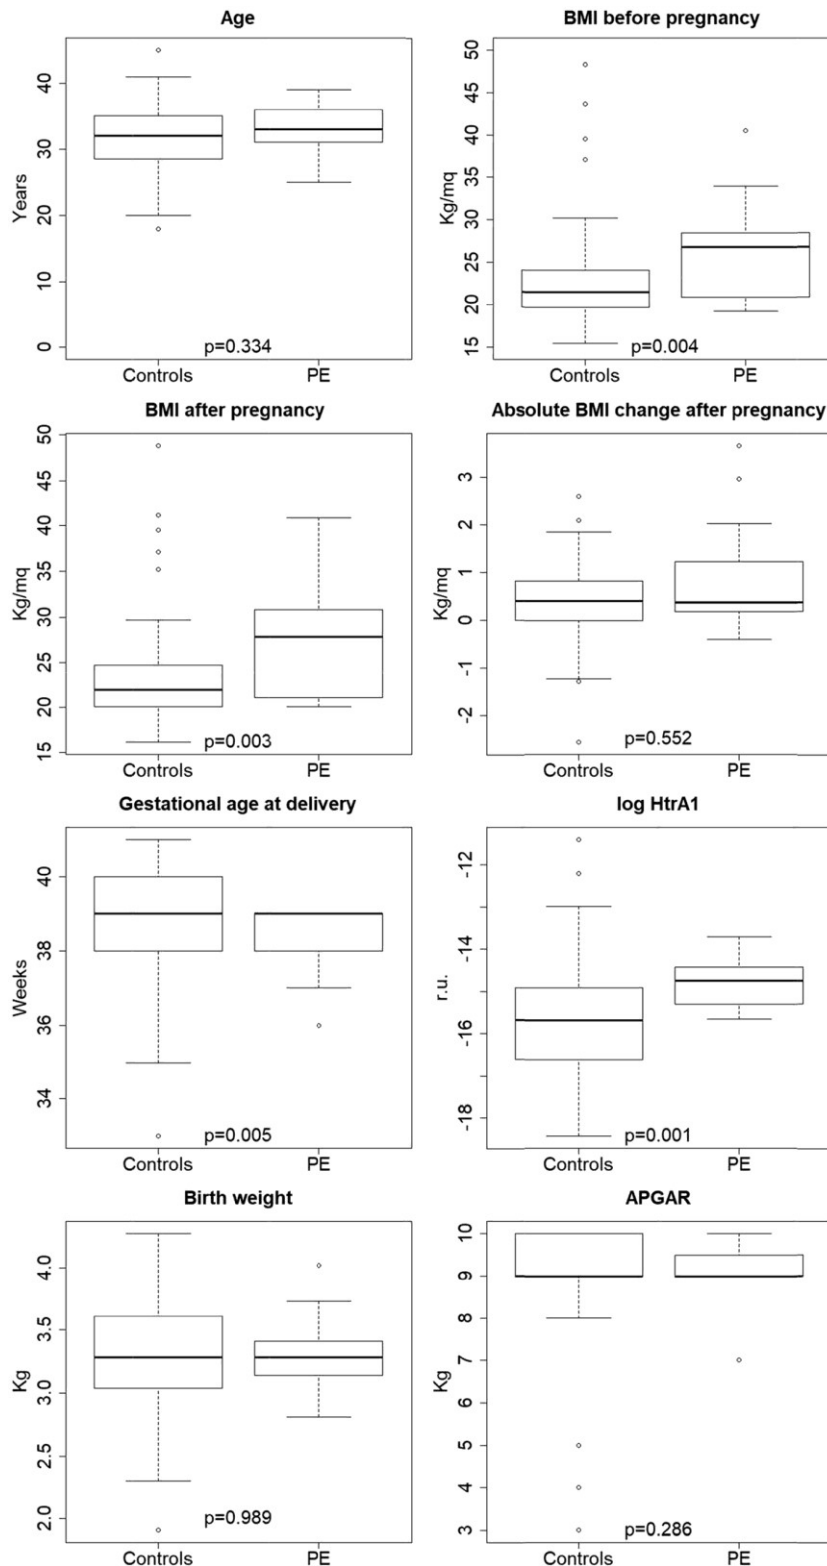 Age
BMI before pregnancy
Years
0 10 20 30 40
p=0.334
Controls PE
Kg/mq
15 20 25 30 35 40 45 50
p=0.004
Controls PE
BMI after pregnancy
Absolute BMI change after pregnancy
Kg/mq
15 20 25 30 35 40 45 50
p=0.003
Controls PE
Kg/mq
-2 -1 0 1 2 3
p=0.552
Controls PE
Gestational age at delivery
log HtrA1
Weeks
34 36 38 40
p=0.005
Controls PE
r.u.
-18 -16 -14 -12
p=0.001
Controls PE
Birth weight
APGAR
Kg
2.0 2.5 3.0 3.5 4.0
p=0.989
Controls PE
Kg
3 4 5 6 7 8 9 10
p=0.286
Controls PE